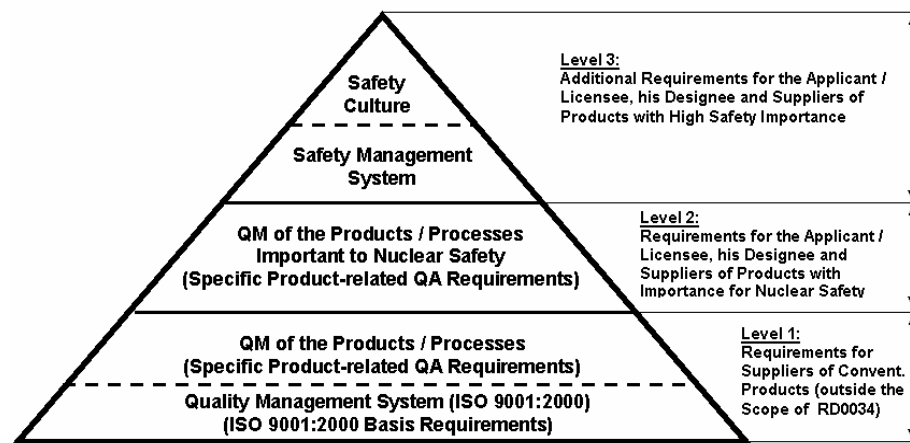 Safety
Culture
Safety Management
System
QM of the Products / Processes
Important to Nuclear Safety
(Specific Product-related QA Requirements)
QM of the Products / Processes
(Specific Product-related QA Requirements)
Quality Management System (ISO 9001:2000)
(ISO 9001:2000 Basis Requirements)
Level 3:
Additional Requirements for the Applicant /
Licensee, his Designee and Suppliers of
Products with High Safety Importance
Level 2:
Requirements for the Applicant /
Licensee, his Designee and
Suppliers of Products with
Importance for Nuclear Safety
Level 1:
Requirements for
Suppliers of Convent.
Products (outside the
Scope of RD0034)